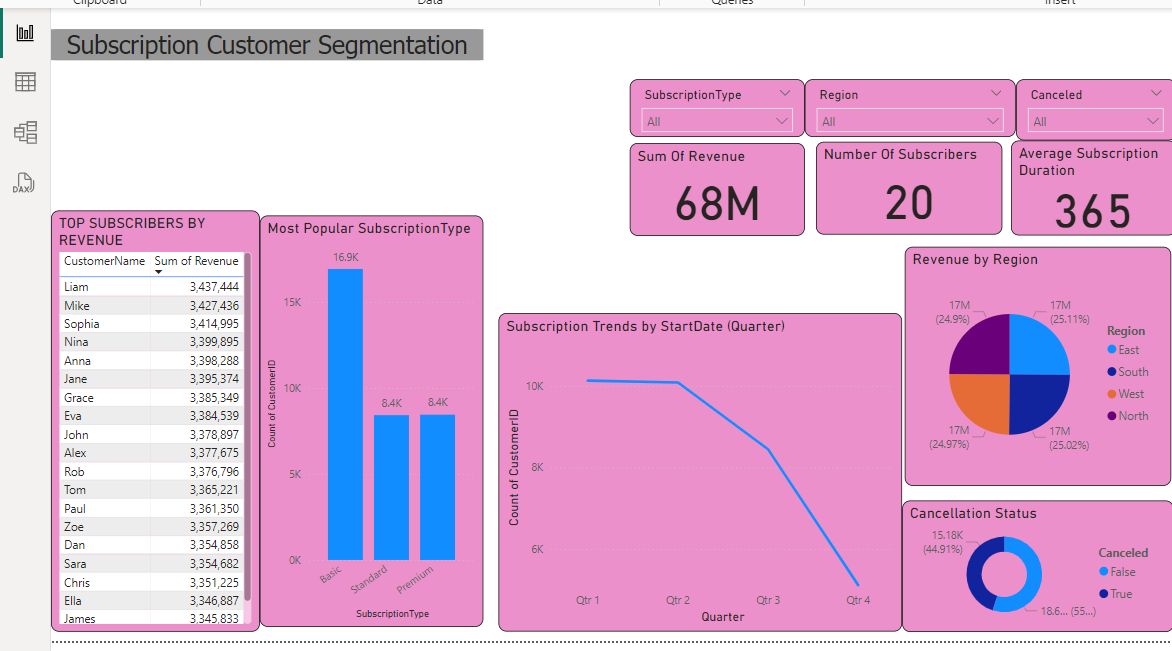 Clipboard
Data
Queries
Insert
DAX
Subscription Customer Segmentation
SubscriptionType
All
Region
All
Canceled
All
Sum Of Revenue
68M
Number Of Subscribers
20
Average Subscription
Duration
365
TOP SUBSCRIBERS BY
REVENUE
CustomerName Sum of Revenue
Liam 3,437,444
Mike 3,427,436
Sophia 3,414,995
Nina 3,399,895
Anna 3,398,288
Jane 3,395,374
Grace 3,385,349
Eva 3,384,539
John 3,378,897
Alex 3,377,675
Rob 3,376,796
Tom 3,365,221
Paul 3,361,350
Zoe 3,357,269
Dan 3,354,858
Sara 3,354,682
Chris 3,351,225
Ella 3,346,887
James 3,345,833
Most Popular SubscriptionType
16.9K
15K
10K
8.4K
8.4K
5K
0K
Count of CustomerID
Basic
Standard
Premium
SubscriptionType
Subscription Trends by StartDate (Quarter)
10K
8K
6K
Count of CustomerID
Qtr 1 Qtr 2 Qtr 3 Qtr 4
Quarter
Revenue by Region
17M
(24.9%)
17M
(25.11%)
17M
(24.97%)
17M
(25.02%)
Region
East
South
West
North
Cancellation Status
15.18K
(44.91%)
18.6... (55...)
Canceled
False
True